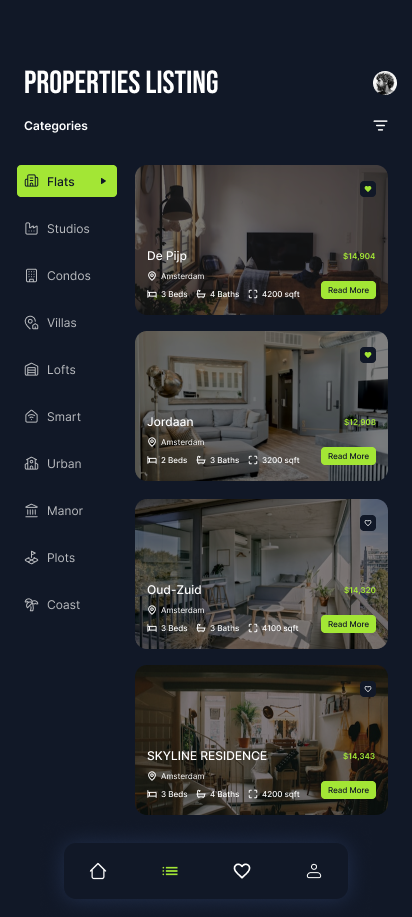 PROPERTIES LISTING
Categories
Flats
Studios
Condos
Villas
Lofts
Smart
Urban
Manor
Plots
Coast
De Pijp
$14,904
Amsterdam
3 Beds 4 Baths 4200 sqft
Read More
Jordaan
$12,908
Amsterdam
2 Beds 3 Baths 3200 sqft
Read More
Oud-Zuid
$14,320
Amsterdam
3 Beds 3 Baths 4100 sqft
Read More
SKYLINE RESIDENCE
$14,343
Amsterdam
3 Beds 4 Baths 4200 sqft
Read More